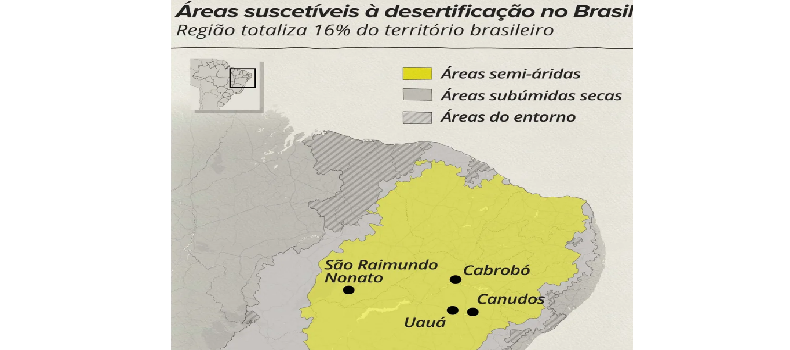 Áreas suscetíveis à desertificação no Brasil
Região totaliza 16% do território brasileiro
Áreas semi-áridas
Áreas subúmidas secas
Áreas do entorno
São Raimundo
Nonato
Cabrobó
Canudos
Uauá